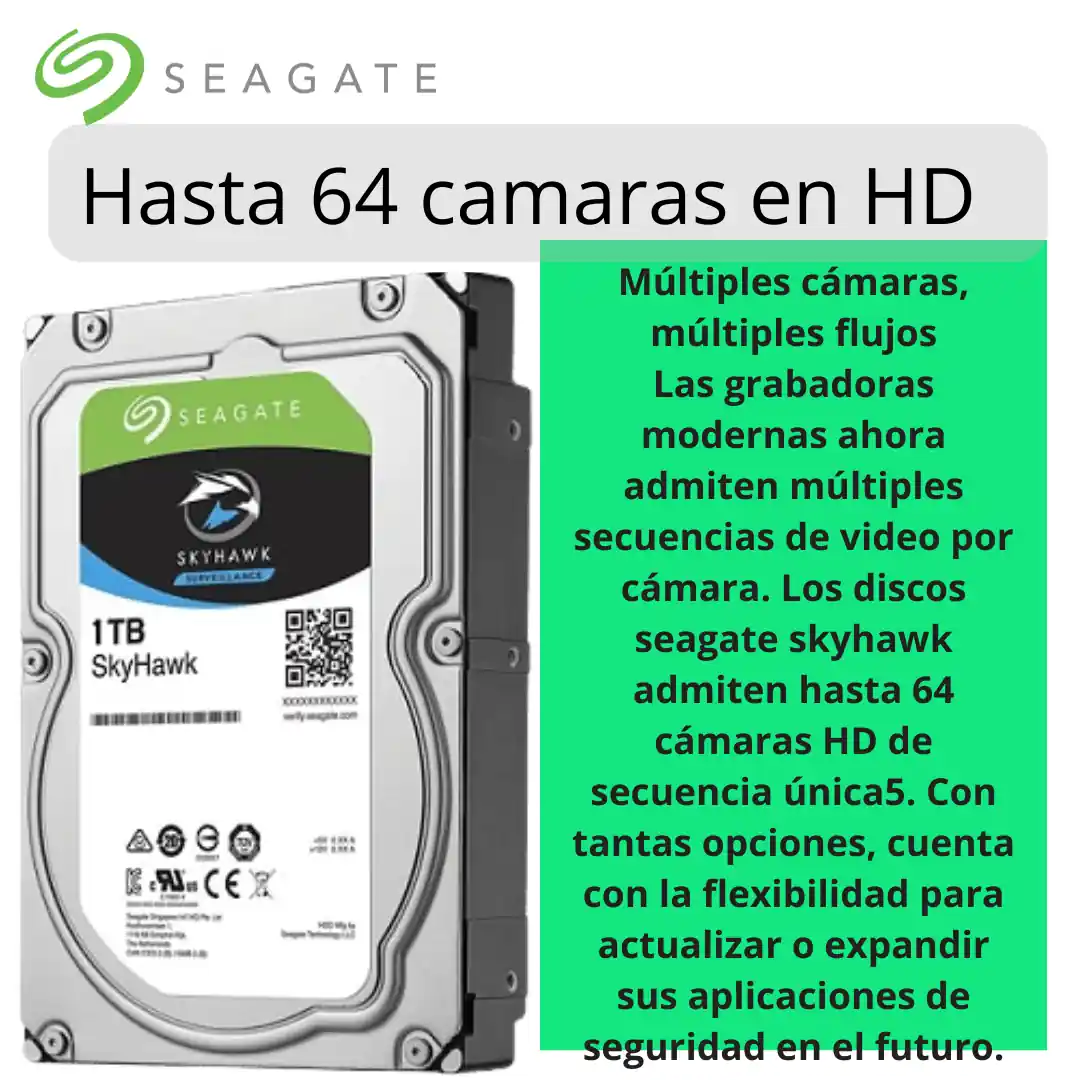 SEAGATE
Hasta 64 camaras en HD
Múltiples cámaras,
múltiples flujos
Las grabadoras
modernas ahora
admiten múltiples
secuencias de video por
cámara. Los discos
seagate skyhawk
admiten hasta 64
cámaras HD de
secuencia única5. Con
tantas opciones, cuenta
con la flexibilidad para
actualizar o expandir
sus aplicaciones de
seguridad en el futuro.
SEAGATE
SKYHAWK
SURVEILLANCE
1TB
SkyHawk
XXXXXXXXXXXX
verify.seagate.com